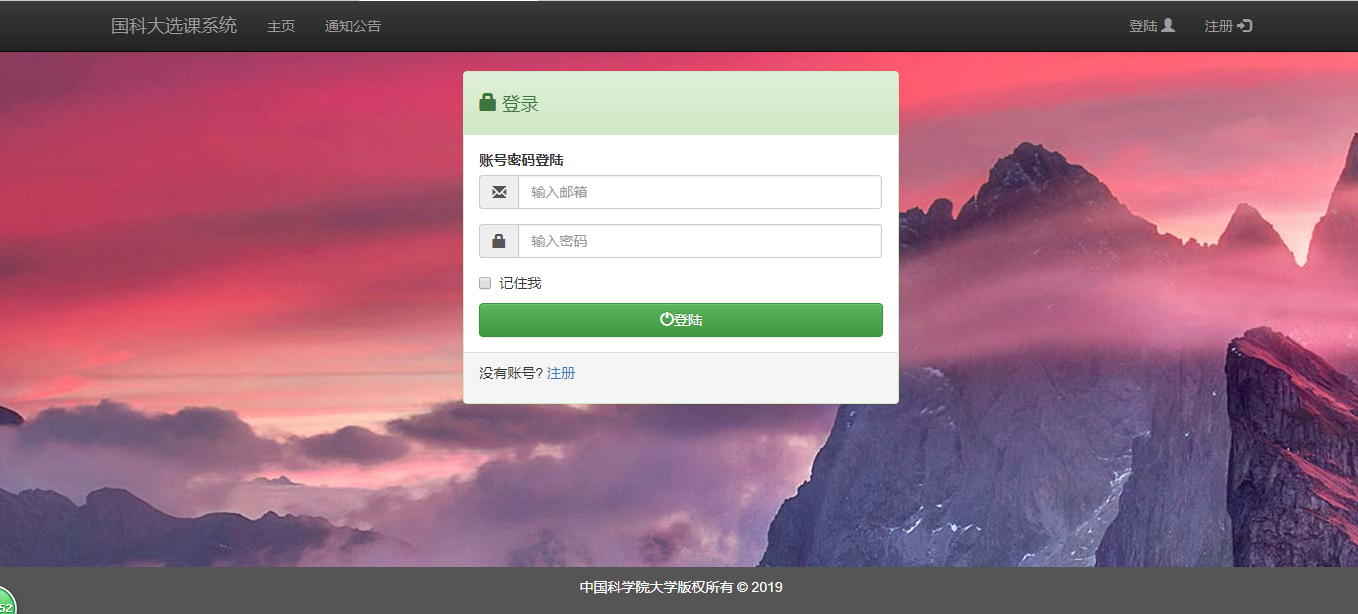 国科大选课系统 主页 通知公告 登陆 注册
登录
账号密码登陆
输入邮箱
输入密码
记住我
登陆
没有账号? 注册
中国科学院大学版权所有 © 2019
52